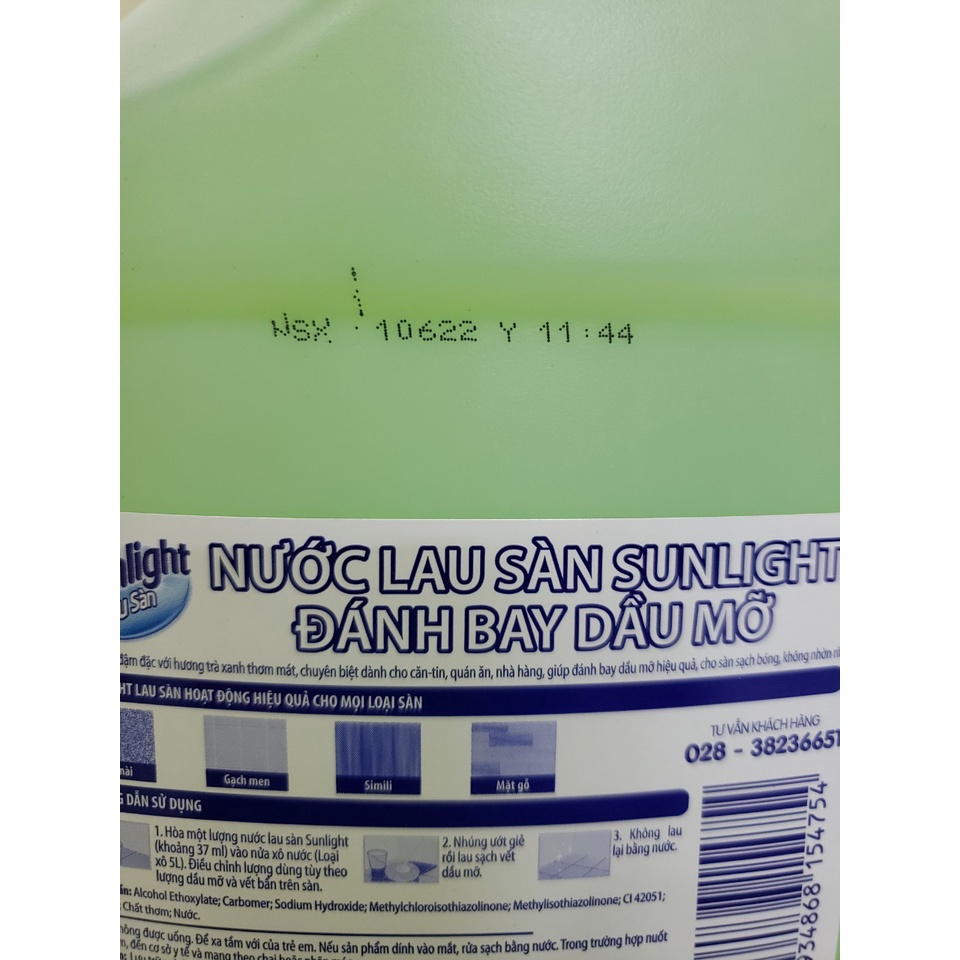 NSX 10622 Y 11:44
nlight
u Sàn
NƯỚC LAU SÀN SUNLIGHT
ĐÁNH BAY DẦU MỠ
đậm đặc với hương trà xanh thơm mát, chuyên biệt dành cho căn-tin, quán ăn, nhà hàng, giúp đánh bay dầu mỡ hiệu quả, cho sàn sạch bóng, không nhờn
HT LAU SÀN HOẠT ĐỘNG HIỆU QUẢ CHO MỌI LOẠI SÀN
mài
Gạch men
Simili
Mặt gỗ
TƯ VẤN KHÁCH HÀNG
028 - 38236651
G DẪN SỬ DỤNG
1. Hòa một lượng nước lau sàn Sunlight
(khoảng 37 ml) vào nửa xô nước (Loại
xô 5L). Điều chỉnh lượng dùng tùy theo
lượng dầu mỡ và vết bẩn trên sàn.
2. Nhúng ướt giẻ
rồi lau sạch vết
dầu mỡ.
3. Không lau
lại bằng nước.
ần: Alcohol Ethoxylate; Carbomer; Sodium Hydroxide; Methylchloroisothiazolinone; Methylisothiazolinone; CI 42051;
Chất thơm; Nước.
hông được uống. Để xa tầm với của trẻ em. Nếu sản phẩm dính vào mắt, rửa sạch bằng nước. Trong trường hợp nuốt
đến cơ sở y tế và mang theo chai hoặc nhãn
934868 154754